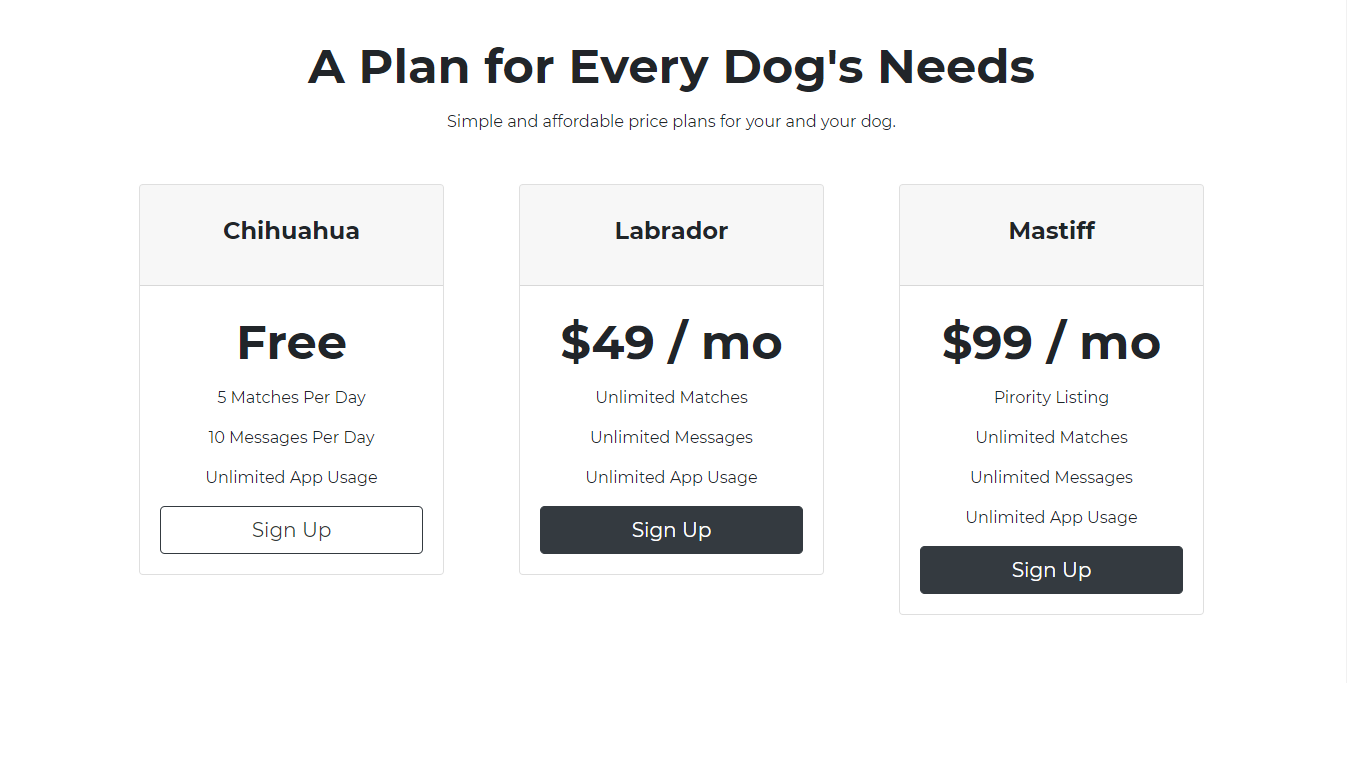 A Plan for Every Dog's Needs
Simple and affordable price plans for your and your dog.
Chihuahua
Free
5 Matches Per Day
10 Messages Per Day
Unlimited App Usage
Sign Up
Labrador
$49 / mo
Unlimited Matches
Unlimited Messages
Unlimited App Usage
Sign Up
Mastiff
$99 / mo
Pirority Listing
Unlimited Matches
Unlimited Messages
Unlimited App Usage
Sign Up